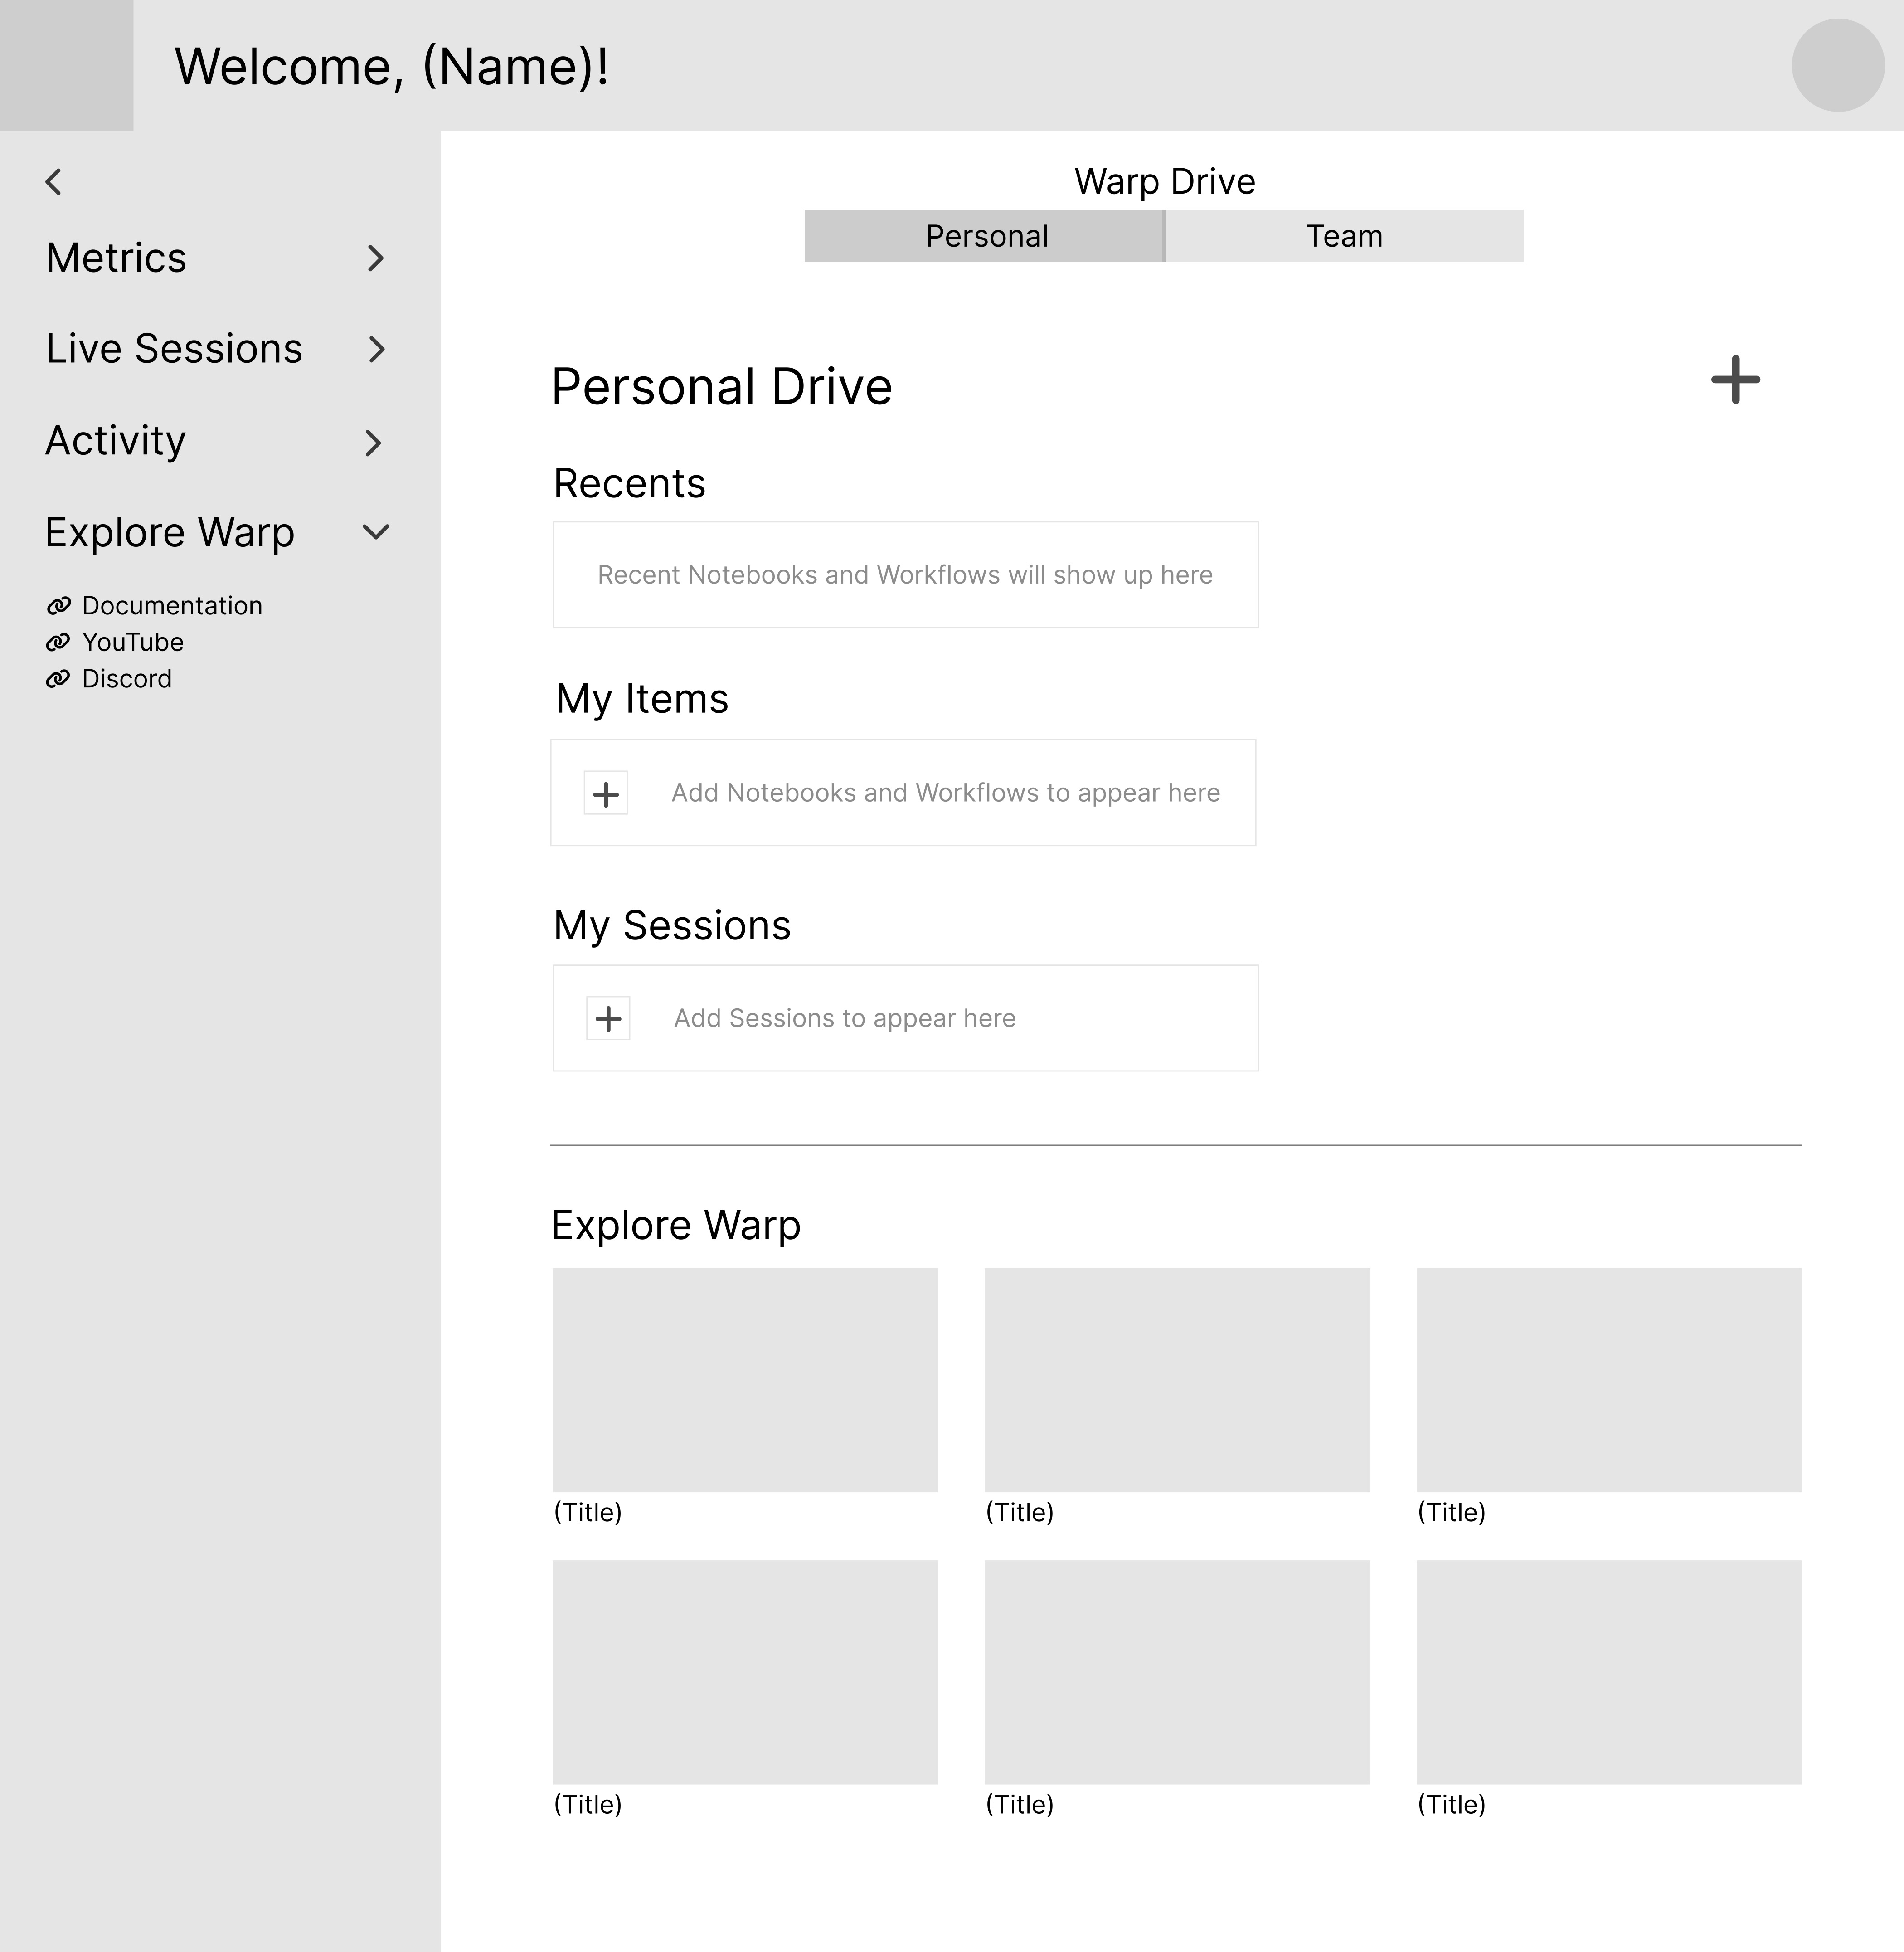 Welcome, (Name)!
Metrics
Live Sessions
Activity
Explore Warp
Documentation
YouTube
Discord
Warp Drive
Personal
Team
Personal Drive
Recents
Recent Notebooks and Workflows will show up here
My Items
Add Notebooks and Workflows to appear here
My Sessions
Add Sessions to appear here
Explore Warp
(Title)
(Title)
(Title)
(Title)
(Title)
(Title)